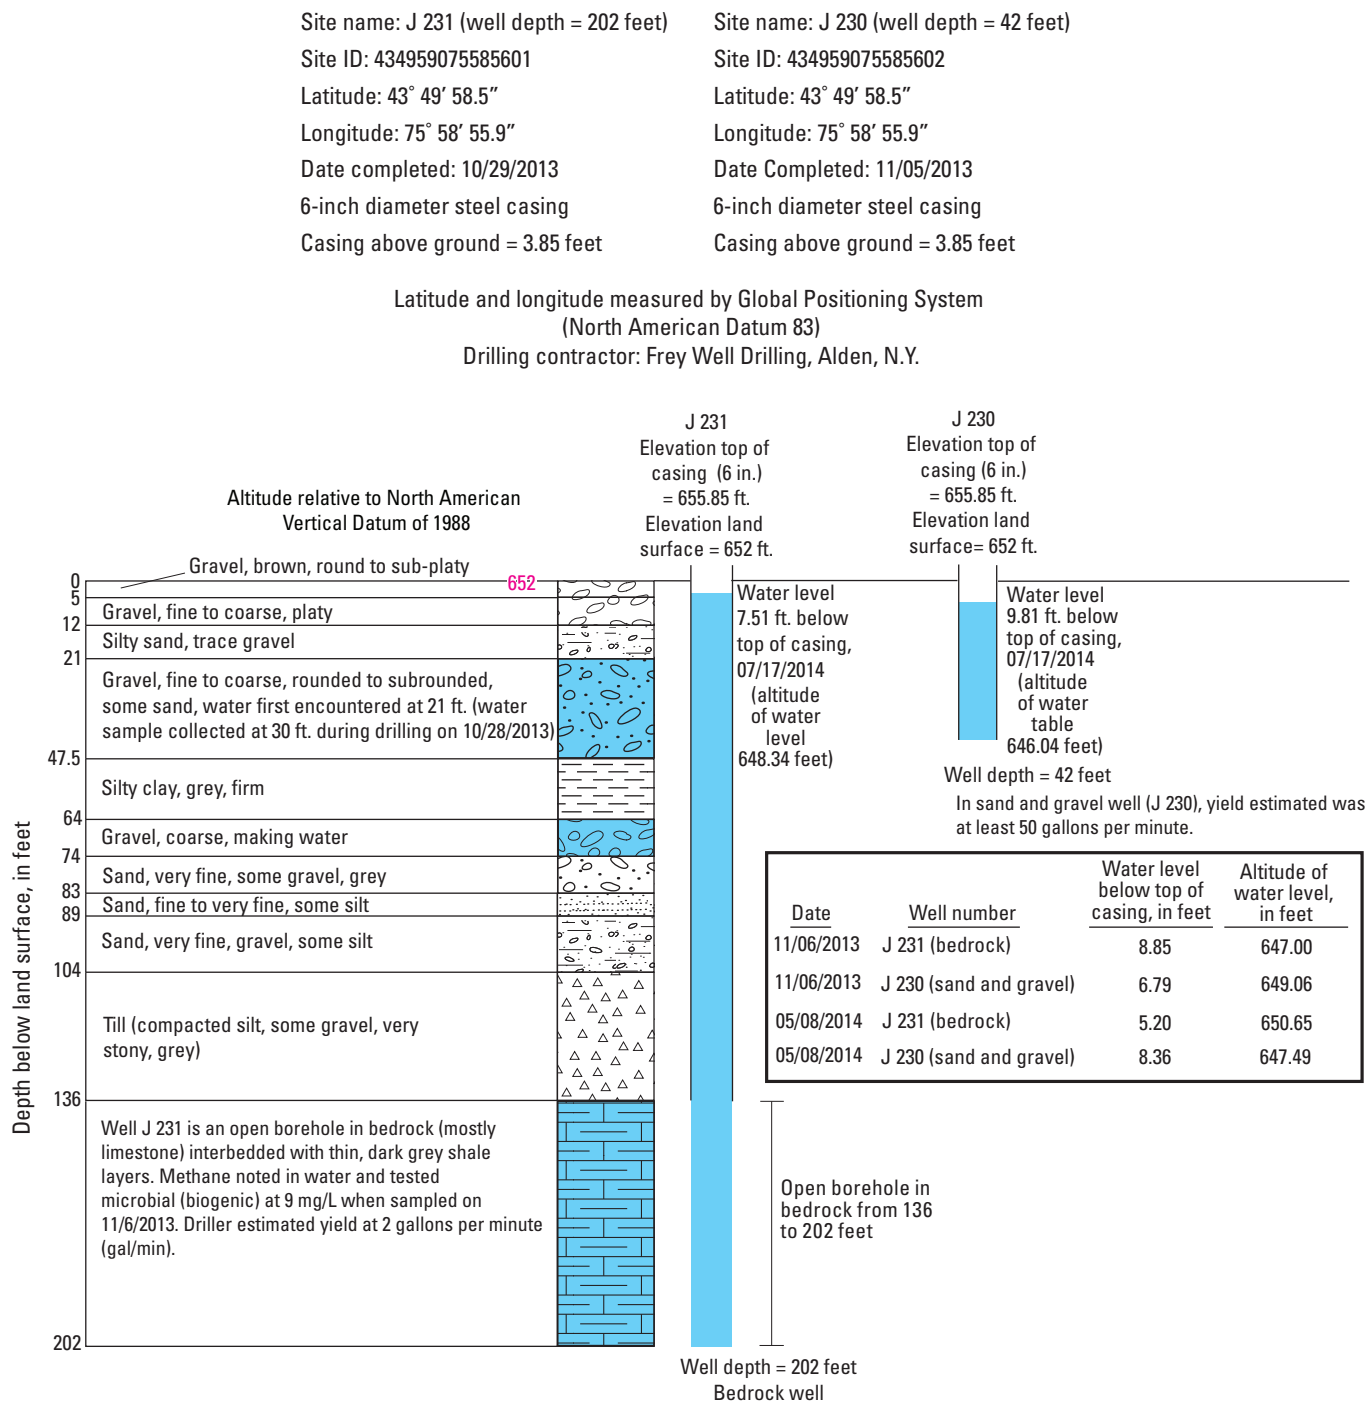 Site name: J 231 (well depth = 202 feet)
Site ID: 434959075585601
Latitude: 43° 49′ 58.5″
Longitude: 75° 58′ 55.9″
Date completed: 10/29/2013
6-inch diameter steel casing
Casing above ground = 3.85 feet
Site name: J 230 (well depth = 42 feet)
Site ID: 434959075585602
Latitude: 43° 49′ 58.5″
Longitude: 75° 58′ 55.9″
Date Completed: 11/05/2013
6-inch diameter steel casing
Casing above ground = 3.85 feet
Latitude and longitude measured by Global Positioning System
(North American Datum 83)
Drilling contractor: Frey Well Drilling, Alden, N.Y.
J 231
Elevation top of
casing (6 in.)
= 655.85 ft.
Elevation land
surface = 652 ft.
J 230
Elevation top of
casing (6 in.)
= 655.85 ft.
Elevation land
surface= 652 ft.
Altitude relative to North American
Vertical Datum of 1988
Depth below land surface, in feet
0
Gravel, brown, round to sub-platy
652
5
Gravel, fine to coarse, platy
12
Silty sand, trace gravel
21
Gravel, fine to coarse, rounded to subrounded,
some sand, water first encountered at 21 ft. (water
sample collected at 30 ft. during drilling on 10/28/2013)
47.5
Silty clay, grey, firm
64
Gravel, coarse, making water
74
Sand, very fine, some gravel, grey
83
Sand, fine to very fine, some silt
89
Sand, very fine, gravel, some silt
104
Till (compacted silt, some gravel, very
stony, grey)
136
Well J 231 is an open borehole in bedrock (mostly
limestone) interbedded with thin, dark grey shale
layers. Methane noted in water and tested
microbial (biogenic) at 9 mg/L when sampled on
11/6/2013. Driller estimated yield at 2 gallons per minute
(gal/min).
202
Water level
7.51 ft. below
top of casing,
07/17/2014
(altitude
of water
level
648.34 feet)
Water level
9.81 ft. below
top of casing,
07/17/2014
(altitude
of water
table
646.04 feet)
Well depth = 42 feet
In sand and gravel well (J 230), yield estimated was
at least 50 gallons per minute.
Date Well number Water level below top of casing, in feet Altitude of water level, in feet
11/06/2013 J 231 (bedrock) 8.85 647.00
11/06/2013 J 230 (sand and gravel) 6.79 649.06
05/08/2014 J 231 (bedrock) 5.20 650.65
05/08/2014 J 230 (sand and gravel) 8.36 647.49
Open borehole in
bedrock from 136
to 202 feet
Well depth = 202 feet
Bedrock well